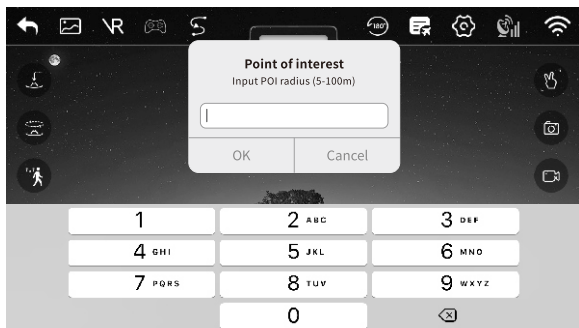 VR
180°
Point of interest
Input POI radius (5-100m)
OK Cancel
1 2 ABC 3 DEF
4 GHI 5 JKL 6 MNO
7 PQRS 8 TUV 9 WXYZ
0